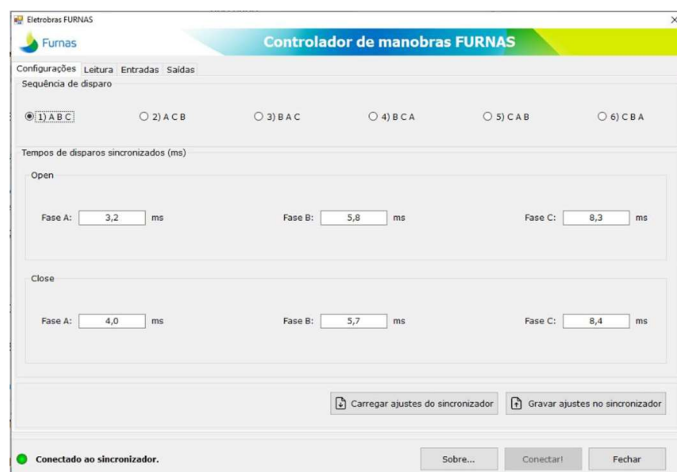 Eletrobras FURNAS
Furnas
Controlador de manobras FURNAS
Configurações Leitura Entradas Saídas
Sequência de disparo
1) A B C 2) A C B 3) B A C 4) B C A 5) C A B 6) C B A
Tempos de disparos sincronizados (ms)
Open
Fase A: 3,2 ms Fase B: 5,8 ms Fase C: 8,3 ms
Close
Fase A: 4,0 ms Fase B: 5,7 ms Fase C: 8,4 ms
Carregar ajustes do sincronizador Gravar ajustes no sincronizador
Conectado ao sincronizador. Sobre... Conectar! Fechar